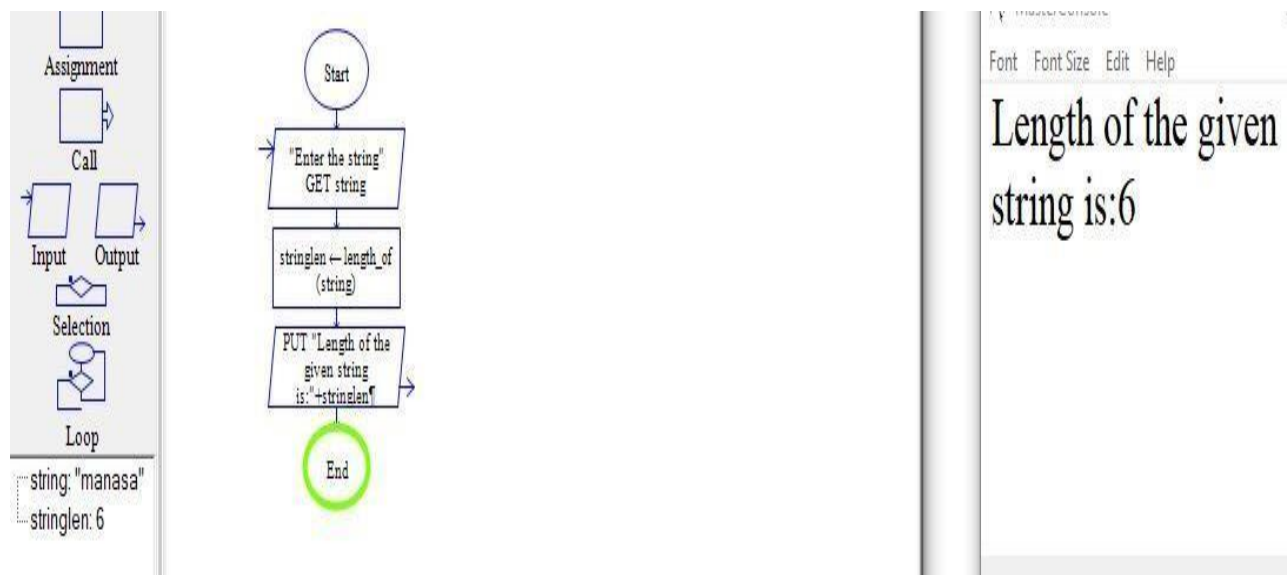 Assignment
Call
Input
Output
Selection
Loop
string: "manasa"
stringlen: 6
Start
"Enter the string"
GET string
stringlen ← length_of
(string)
PUT "Length of the
given string
is:"+stringlen¶
End
MasterConsole
Font Font Size Edit Help
Length of the given
string is:6